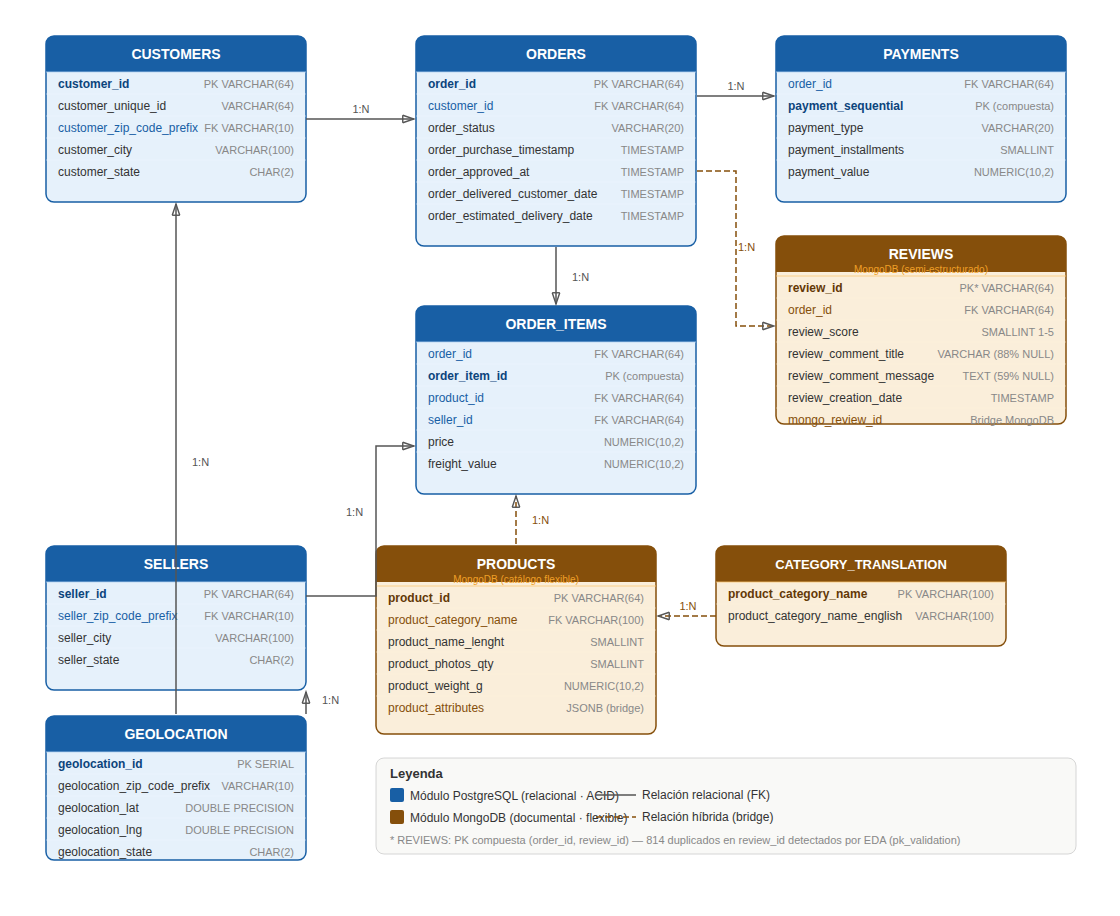 CUSTOMERS
customer_id PK VARCHAR(64)
customer_unique_id VARCHAR(64)
customer_zip_code_prefix FK VARCHAR(10)
customer_city VARCHAR(100)
customer_state CHAR(2)
1:N
ORDERS
order_id PK VARCHAR(64)
customer_id FK VARCHAR(64)
order_status VARCHAR(20)
order_purchase_timestamp TIMESTAMP
order_approved_at TIMESTAMP
order_delivered_customer_date TIMESTAMP
order_estimated_delivery_date TIMESTAMP
1:N
PAYMENTS
order_id FK VARCHAR(64)
payment_sequential PK (compuesta)
payment_type VARCHAR(20)
payment_installments SMALLINT
payment_value NUMERIC(10,2)
1:N
REVIEWS
MongoDB (semi-estructurado)
review_id PK* VARCHAR(64)
order_id FK VARCHAR(64)
review_score SMALLINT 1-5
review_comment_title VARCHAR (88% NULL)
review_comment_message TEXT (59% NULL)
review_creation_date TIMESTAMP
mongo_review_id Bridge MongoDB
1:N
ORDER_ITEMS
order_id FK VARCHAR(64)
order_item_id PK (compuesta)
product_id FK VARCHAR(64)
seller_id FK VARCHAR(64)
price NUMERIC(10,2)
freight_value NUMERIC(10,2)
1:N
1:N
1:N
SELLERS
seller_id PK VARCHAR(64)
seller_zip_code_prefix FK VARCHAR(10)
seller_city VARCHAR(100)
seller_state CHAR(2)
1:N
PRODUCTS
MongoDB (catálogo flexible)
product_id PK VARCHAR(64)
product_category_name FK VARCHAR(100)
product_name_lenght SMALLINT
product_photos_qty SMALLINT
product_weight_g NUMERIC(10,2)
product_attributes JSONB (bridge)
1:N
CATEGORY_TRANSLATION
product_category_name PK VARCHAR(100)
product_category_name_english VARCHAR(100)
GEOLOCATION
geolocation_id PK SERIAL
geolocation_zip_code_prefix VARCHAR(10)
geolocation_lat DOUBLE PRECISION
geolocation_lng DOUBLE PRECISION
geolocation_state CHAR(2)
Leyenda
Módulo PostgreSQL (relacional · ACID) Relación relacional (FK)
Módulo MongoDB (documental · flexible) Relación híbrida (bridge)
* REVIEWS: PK compuesta (order_id, review_id) — 814 duplicados en review_id detectados por EDA (pk_validation)